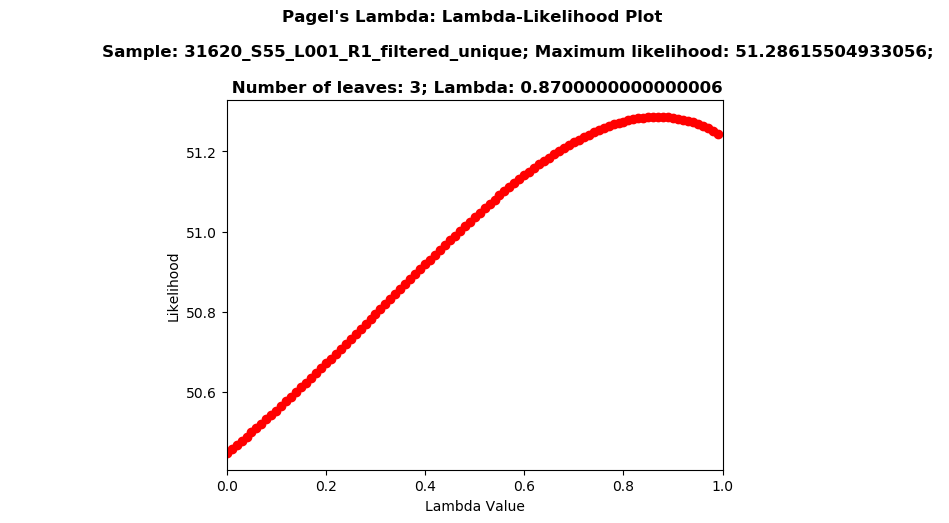 Pagel's Lambda: Lambda-Likelihood Plot
Sample: 31620_S55_L001_R1_filtered_unique; Maximum likelihood: 51.28615504933056;
Number of leaves: 3; Lambda: 0.8700000000000006
51.2
51.0
50.8
50.6
Likelihood
0.0 0.2 0.4 0.6 0.8 1.0
Lambda Value